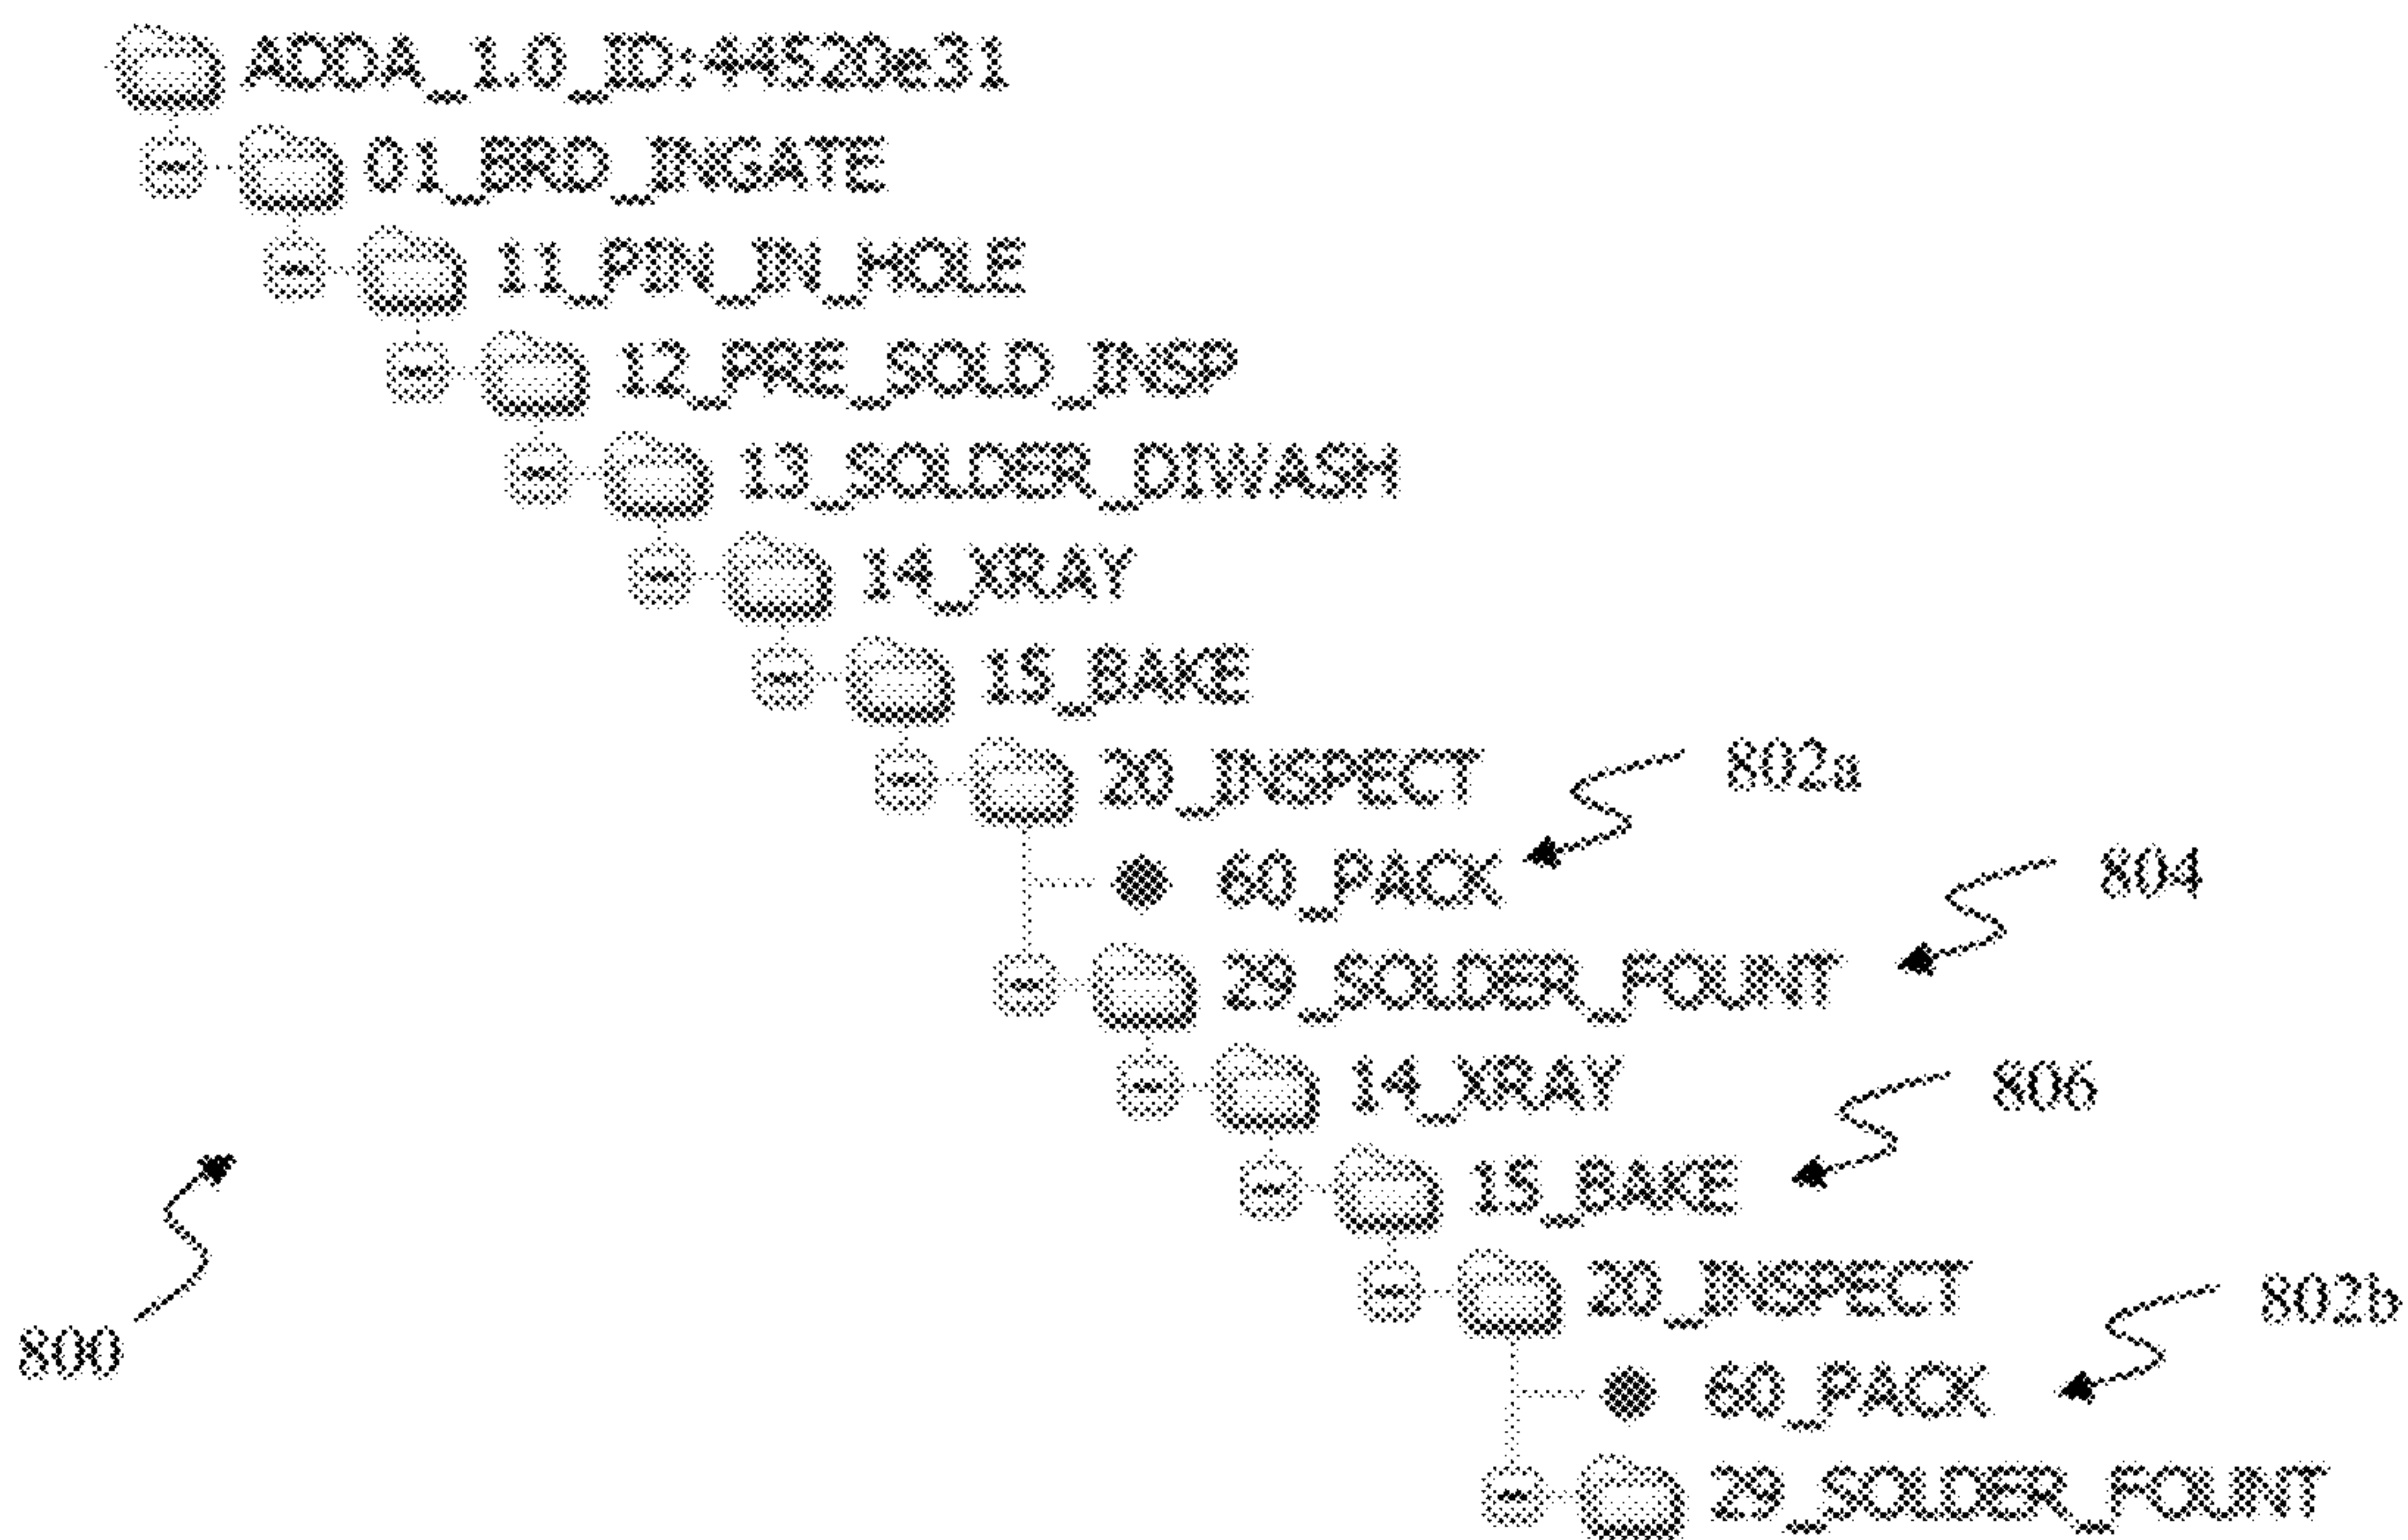 ADDA_1.0_ID:44520e31
01_BRD_INGATE
11_PIN_IN_HOLE
12_PRE_SOLD_INSP
13_SOLDER_DIWASH
14_XRAY
15_BAKE
20_INSPECT
802a
60_PACK
804
29_SOLDER_FOUNT
14_XRAY
806
15_BAKE
20_INSPECT
802b
800
60_PACK
29_SOLDER_FOUNT